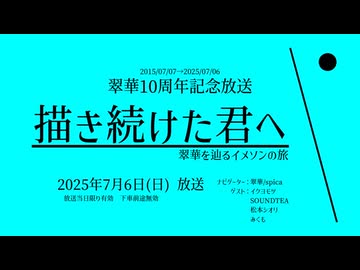 2015/07/07→2025/07/06
翠華10周年記念放送
描き続けた君へ
翠華を辿るイメソンの旅
2025年7月6日(日) 放送
放送当日限り有効 下車前途無効
ナビゲーター：翠華/spica
ゲスト：イクヨモツ
SOUNDTEA
松本シオリ
みくも